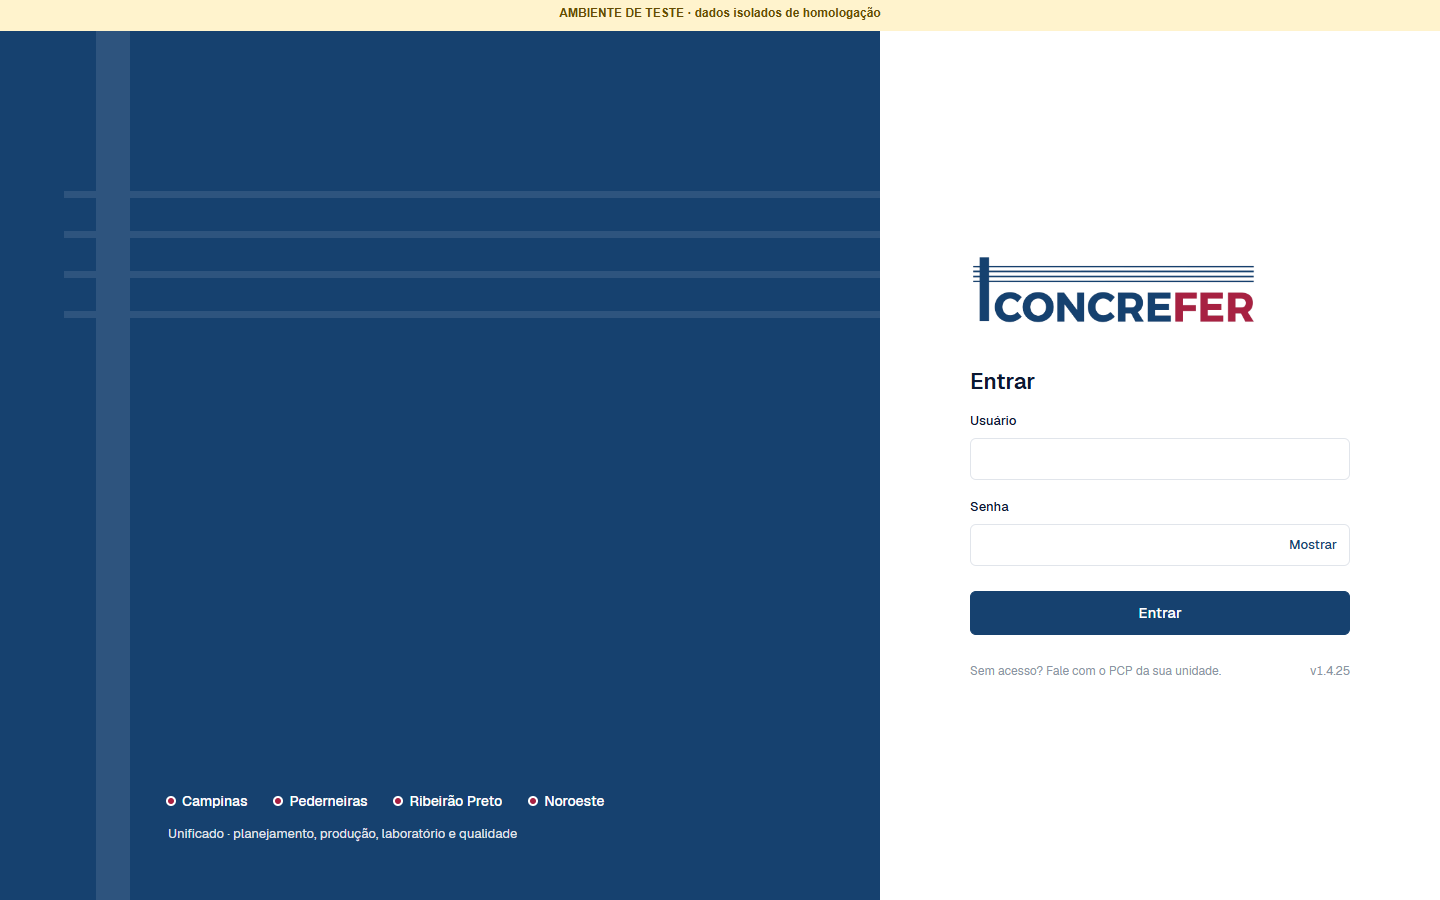 AMBIENTE DE TESTE · dados isolados de homologação
CONCREFER
Entrar
Usuário
Senha
Mostrar
Entrar
Sem acesso? Fale com o PCP da sua unidade. v1.4.25
Campinas Pederneiras Ribeirão Preto Noroeste
Unificado · planejamento, produção, laboratório e qualidade